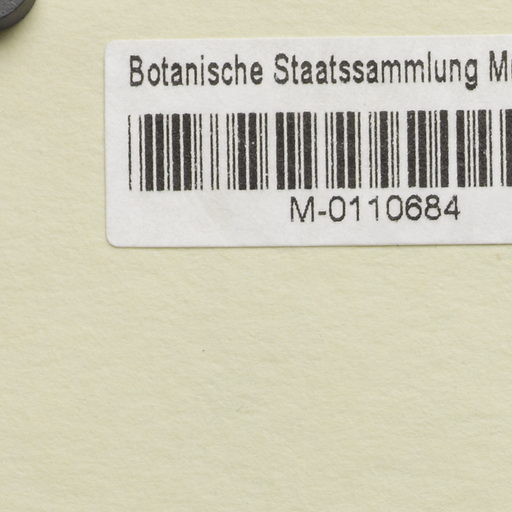 Botanische Staatssammlung
M-0110684